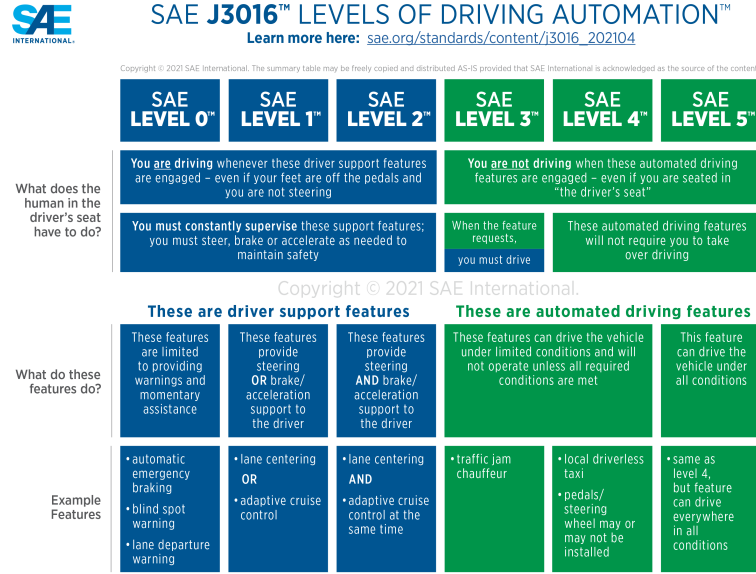 SAE INTERNATIONAL®
SAE J3016™ LEVELS OF DRIVING AUTOMATION™
Learn more here: sae.org/standards/content/j3016_202104
Copyright © 2021 SAE International. The summary table may be freely copied and distributed AS-IS provided that SAE International is acknowledged as the source of the content
SAE LEVEL 0™
SAE LEVEL 1™
SAE LEVEL 2™
SAE LEVEL 3™
SAE LEVEL 4™
SAE LEVEL 5™
What does the
human in the
driver's seat
have to do?
You are driving whenever these driver support features
are engaged – even if your feet are off the pedals and
you are not steering
You are not driving when these automated driving
features are engaged – even if you are seated in
“the driver's seat”
You must constantly supervise these support features;
you must steer, brake or accelerate as needed to
maintain safety
When the feature
requests,
you must drive
These automated driving features
will not require you to take
over driving
Copyright © 2021 SAE International.
These are driver support features
These are automated driving features
What do these
features do?
These features
are limited
to providing
warnings and
momentary
assistance
These features
provide
steering
OR brake/
acceleration
support to
the driver
These features
provide
steering
AND brake/
acceleration
support to
the driver
These features can drive the vehicle
under limited conditions and will
not operate unless all required
conditions are met
This feature
can drive the
vehicle under
all conditions
Example
Features
• automatic
emergency
braking
• blind spot
warning
• lane departure
warning
• lane centering
OR
• adaptive cruise
control
• lane centering
AND
• adaptive cruise
control at the
same time
• traffic jam
chauffeur
• local driverless
taxi
• pedals/
steering
wheel may or
may not be
installed
• same as
level 4,
but feature
can drive
everywhere
in all
conditions